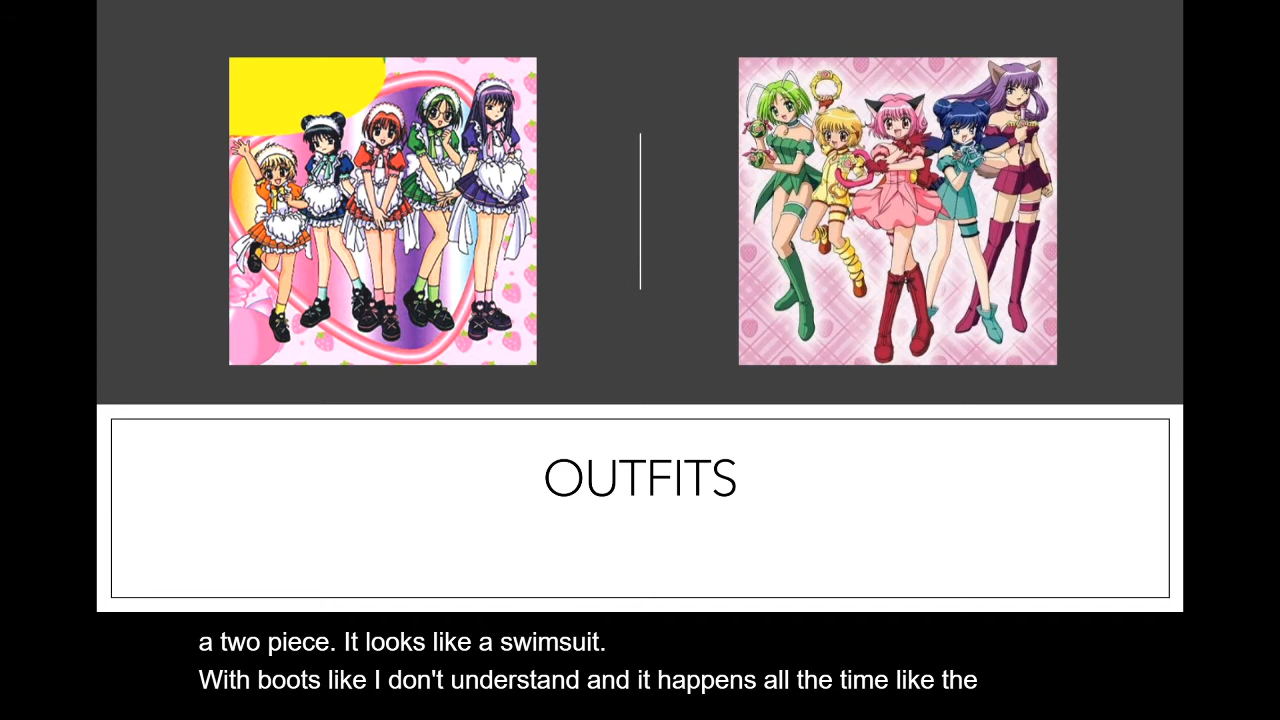 OUTFITS
a two piece. It looks like a swimsuit.
With boots like I don't understand and it happens all the time like the